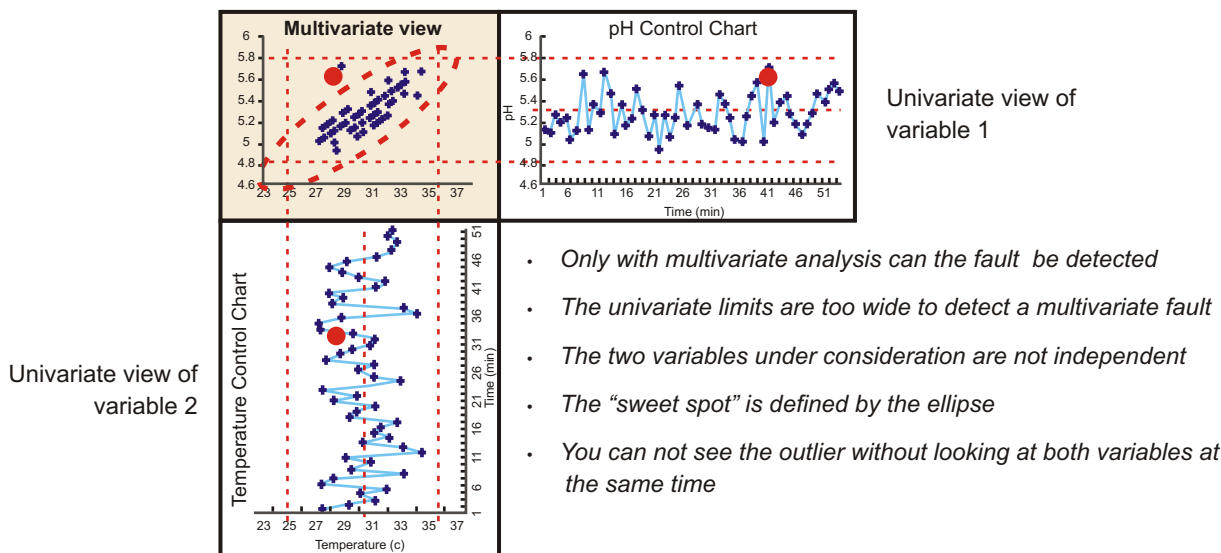 Multivariate view
6
5.8
5.6
5.4
5.2
5
4.8
4.6
23 25 27 29 31 33 35 37
pH Control Chart
6
5.8
5.6
5.4
5.2
5
4.8
4.6
pH
1 6 11 16 21 26 31 36 41 46 51
Time (min)
Univariate view of
variable 1
Univariate view of
variable 2
Temperature Control Chart
51
46
41
36
31
26
21
16
11
6
1
Time (min)
23 25 27 29 31 33 35 37
Temperature (c)
• Only with multivariate analysis can the fault be detected
• The univariate limits are too wide to detect a multivariate fault
• The two variables under consideration are not independent
• The “sweet spot” is defined by the ellipse
• You can not see the outlier without looking at both variables at
the same time